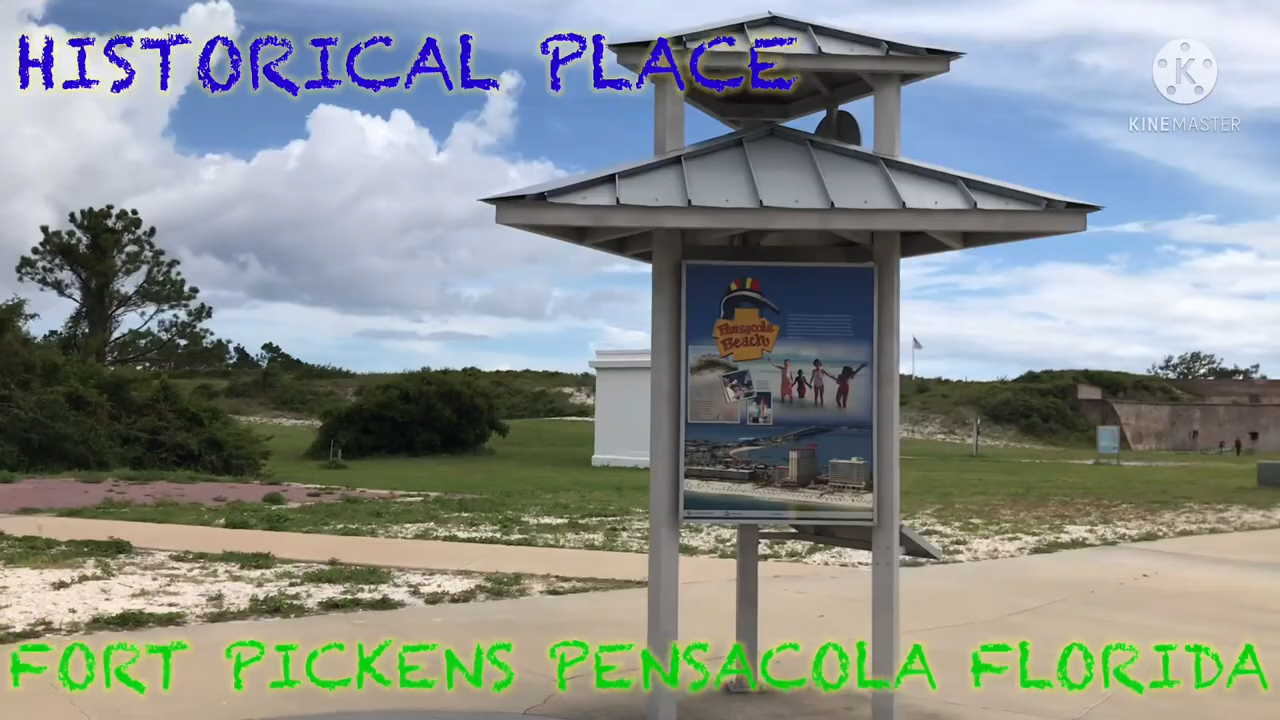 HISTORICAL PLACE
K
KINEMASTER
Pensacola
Beach
FORT PICKENS PENSACOLA FLORIDA